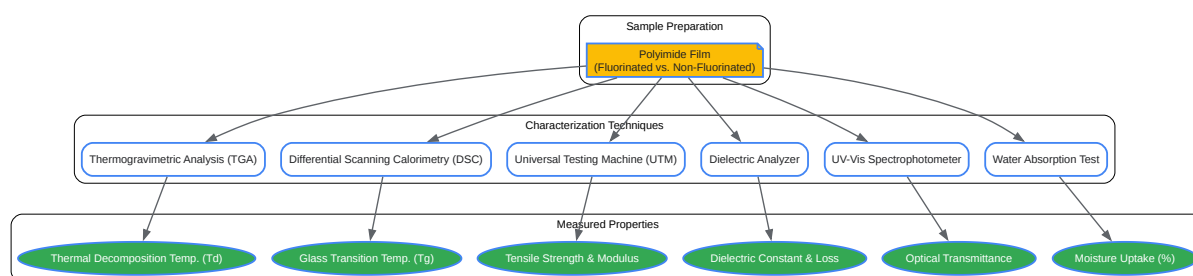 Sample Preparation
Polyimide Film
(Fluorinated vs. Non-Fluorinated)
Characterization Techniques
Thermogravimetric Analysis (TGA)
Differential Scanning Calorimetry (DSC)
Universal Testing Machine (UTM)
Dielectric Analyzer
UV-Vis Spectrophotometer
Water Absorption Test
Measured Properties
Thermal Decomposition Temp. (Td)
Glass Transition Temp. (Tg)
Tensile Strength & Modulus
Dielectric Constant & Loss
Optical Transmittance
Moisture Uptake (%)